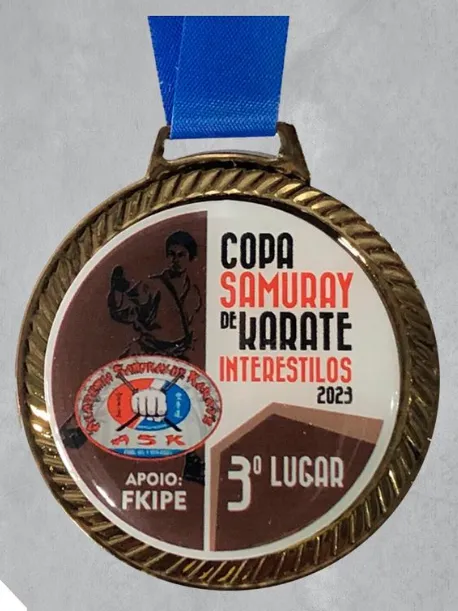 COPA
SAMURAY
DE KARATE
INTERESTILOS
2023
ASK
APOIO:
FKIPE
3º LUGAR